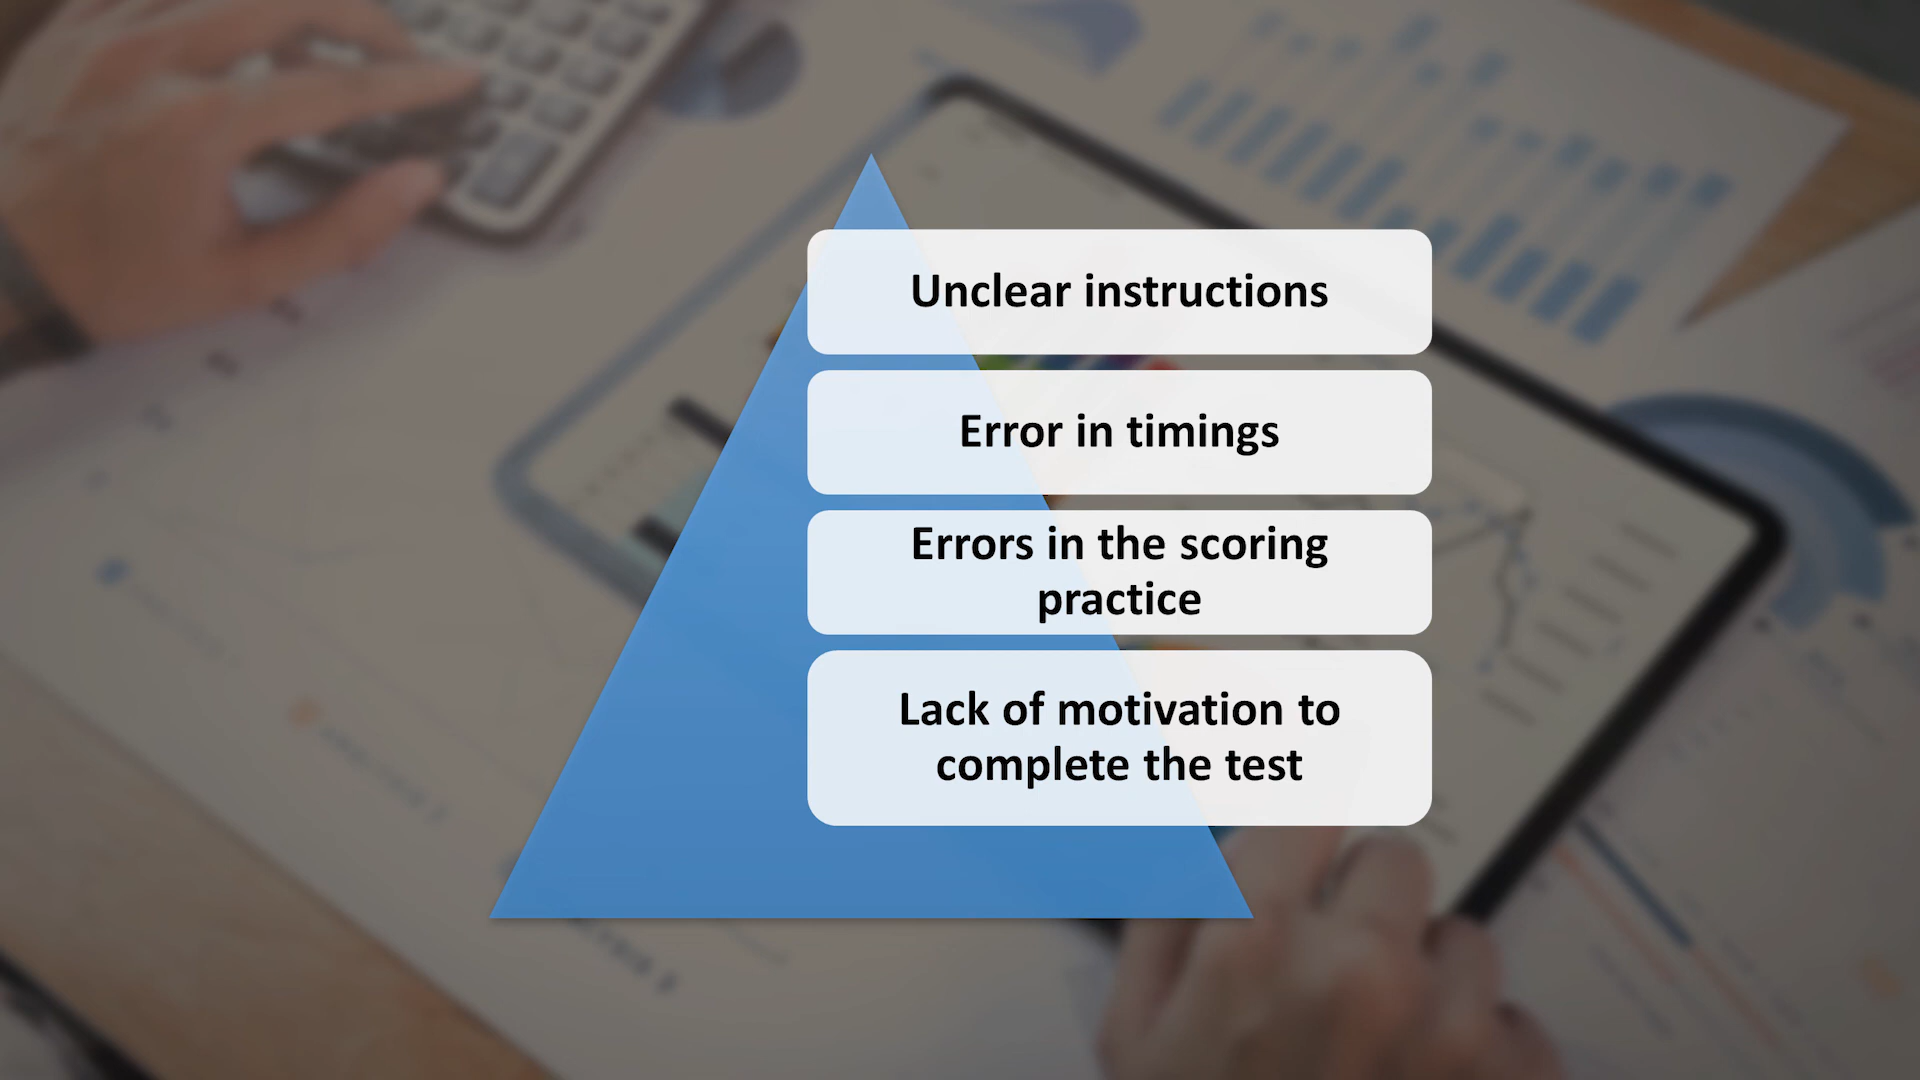 Unclear instructions
Error in timings
Errors in the scoring
practice
Lack of motivation to
complete the test